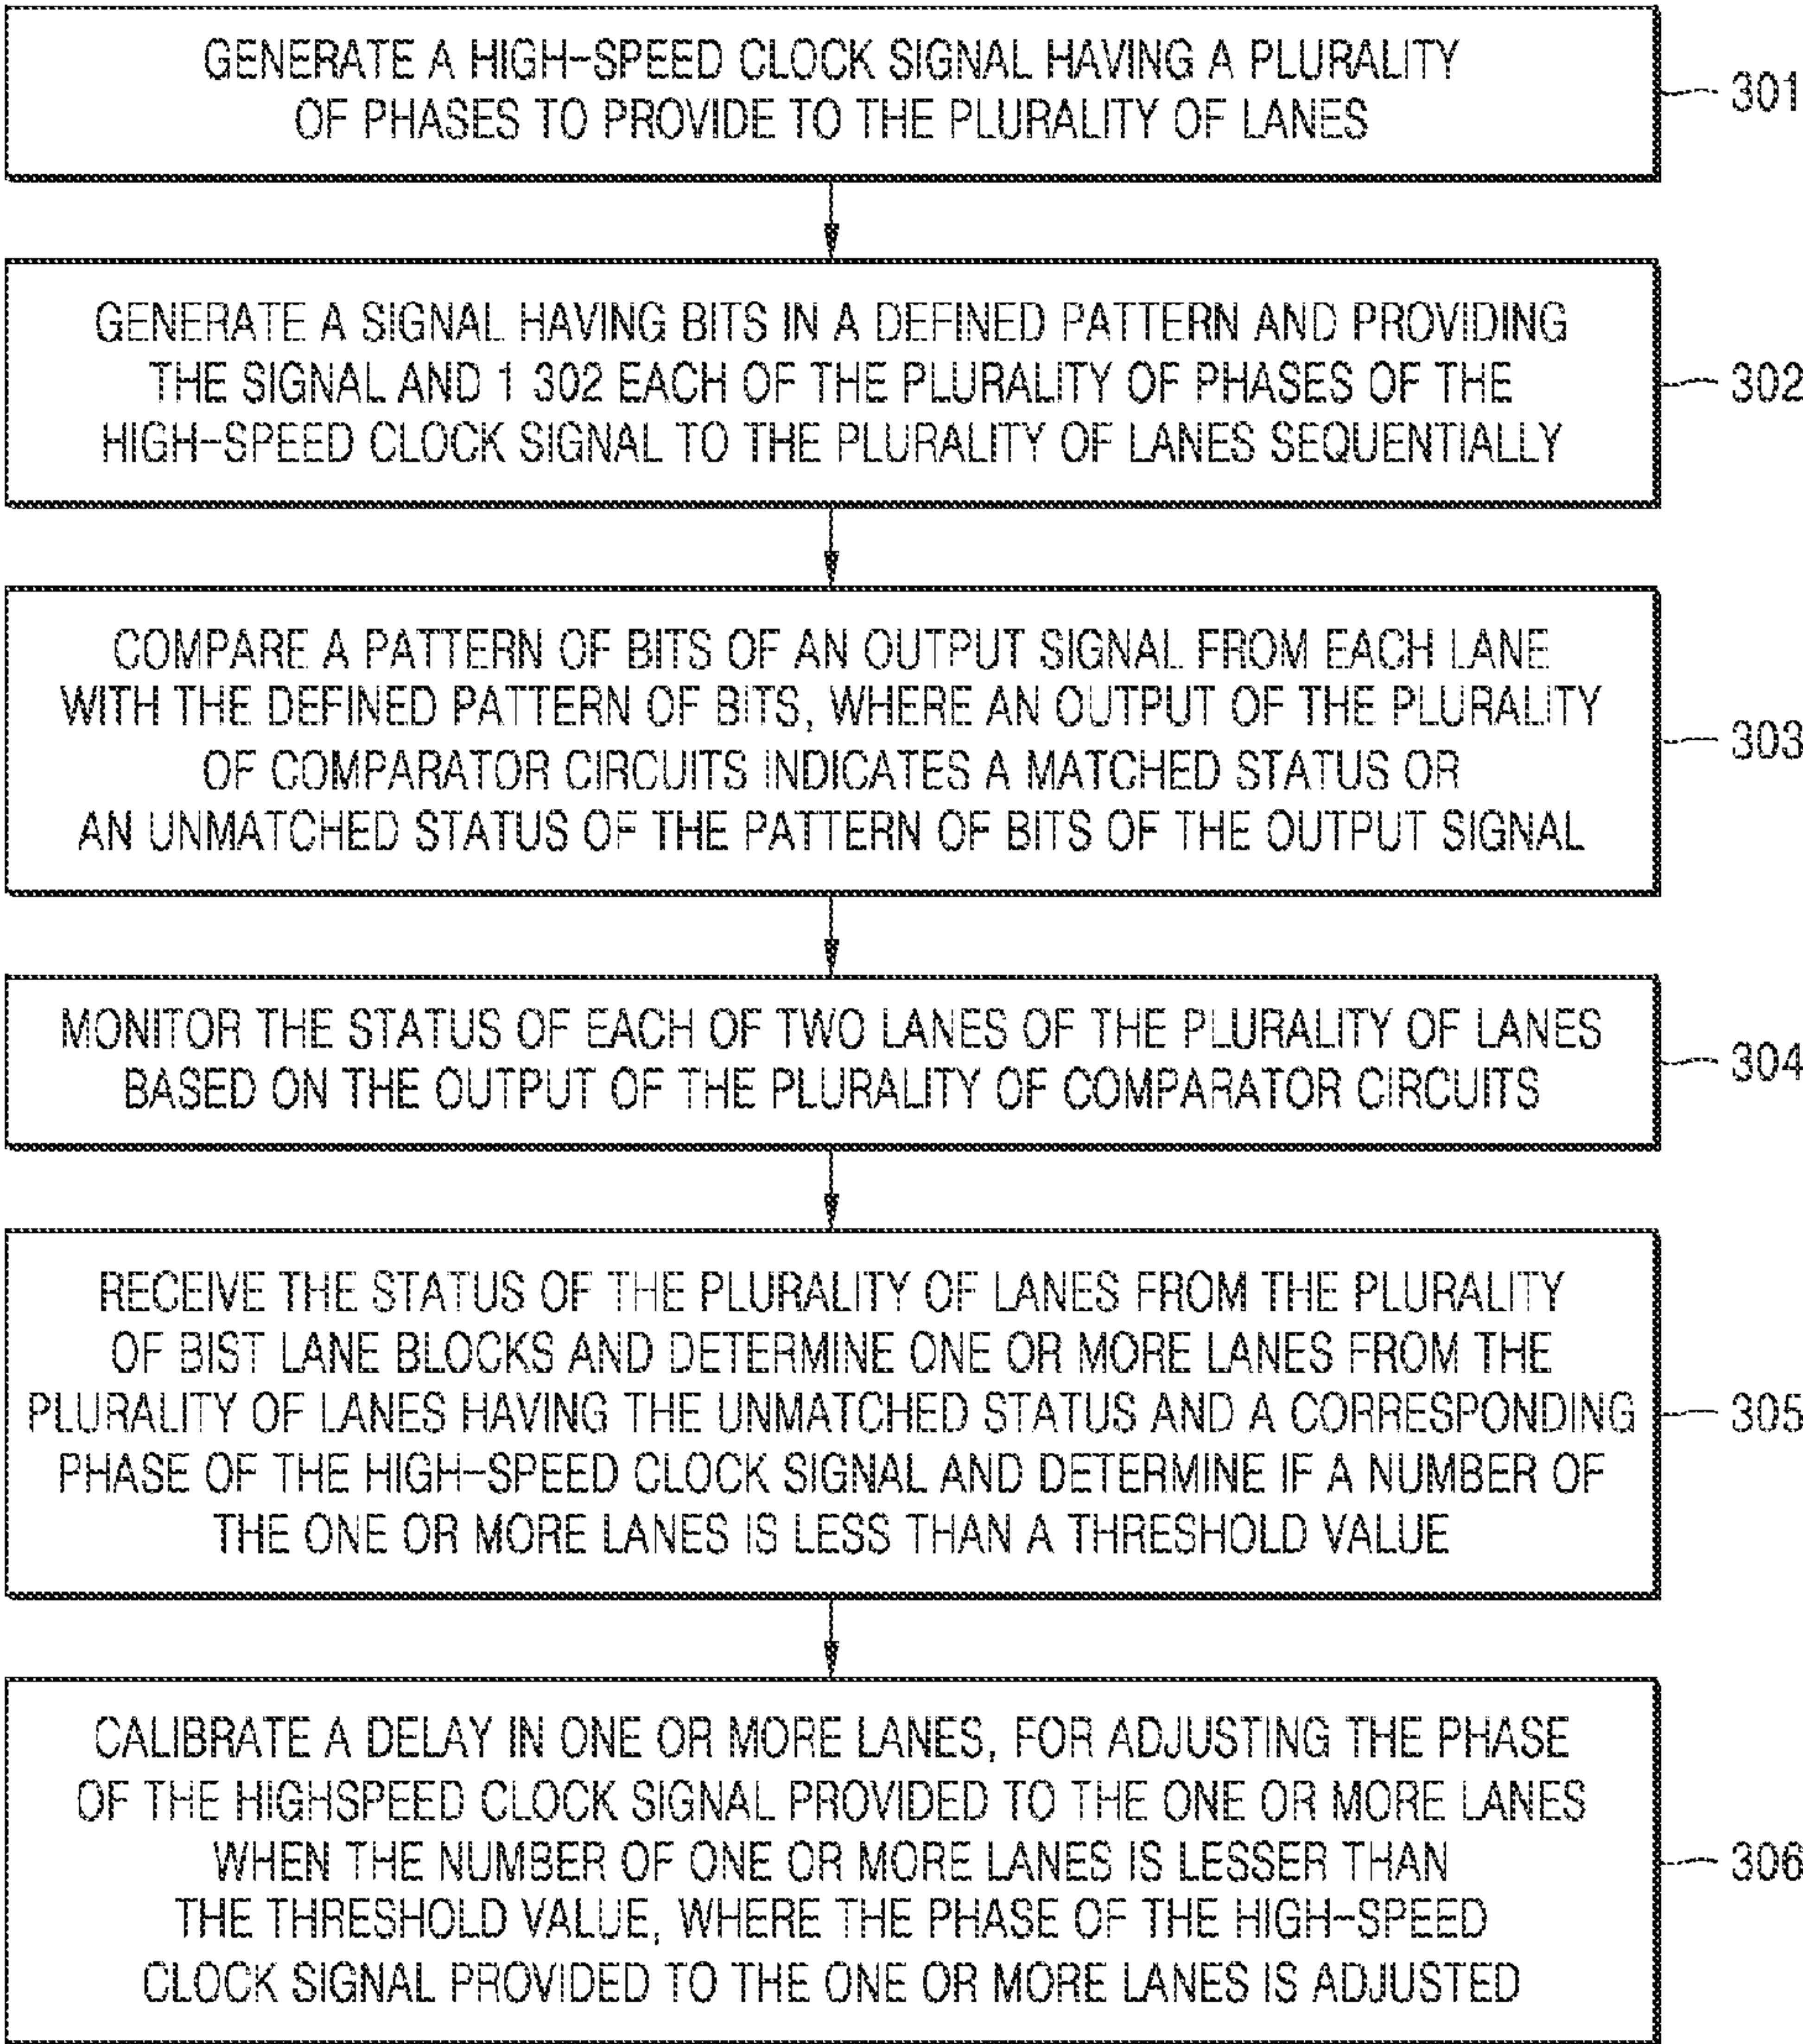 GENERATE A HIGH-SPEED CLOCK SIGNAL HAVING A PLURALITY
OF PHASES TO PROVIDE TO THE PLURALITY OF LANES
301
GENERATE A SIGNAL HAVING BITS IN A DEFINED PATTERN AND PROVIDING
THE SIGNAL AND 1 302 EACH OF THE PLURALITY OF PHASES OF THE
HIGH-SPEED CLOCK SIGNAL TO THE PLURALITY OF LANES SEQUENTIALLY
302
COMPARE A PATTERN OF BITS OF AN OUTPUT SIGNAL FROM EACH LANE
WITH THE DEFINED PATTERN OF BITS, WHERE AN OUTPUT OF THE PLURALITY
OF COMPARATOR CIRCUITS INDICATES A MATCHED STATUS OR
AN UNMATCHED STATUS OF THE PATTERN OF BITS OF THE OUTPUT SIGNAL
303
MONITOR THE STATUS OF EACH OF TWO LANES OF THE PLURALITY OF LANES
BASED ON THE OUTPUT OF THE PLURALITY OF COMPARATOR CIRCUITS
304
RECEIVE THE STATUS OF THE PLURALITY OF LANES FROM THE PLURALITY
OF BIST LANE BLOCKS AND DETERMINE ONE OR MORE LANES FROM THE
PLURALITY OF LANES HAVING THE UNMATCHED STATUS AND A CORRESPONDING
PHASE OF THE HIGH-SPEED CLOCK SIGNAL AND DETERMINE IF A NUMBER OF
THE ONE OR MORE LANES IS LESS THAN A THRESHOLD VALUE
305
CALIBRATE A DELAY IN ONE OR MORE LANES, FOR ADJUSTING THE PHASE
OF THE HIGHSPEED CLOCK SIGNAL PROVIDED TO THE ONE OR MORE LANES
WHEN THE NUMBER OF ONE OR MORE LANES IS LESSER THAN
THE THRESHOLD VALUE, WHERE THE PHASE OF THE HIGH-SPEED
CLOCK SIGNAL PROVIDED TO THE ONE OR MORE LANES IS ADJUSTED
306